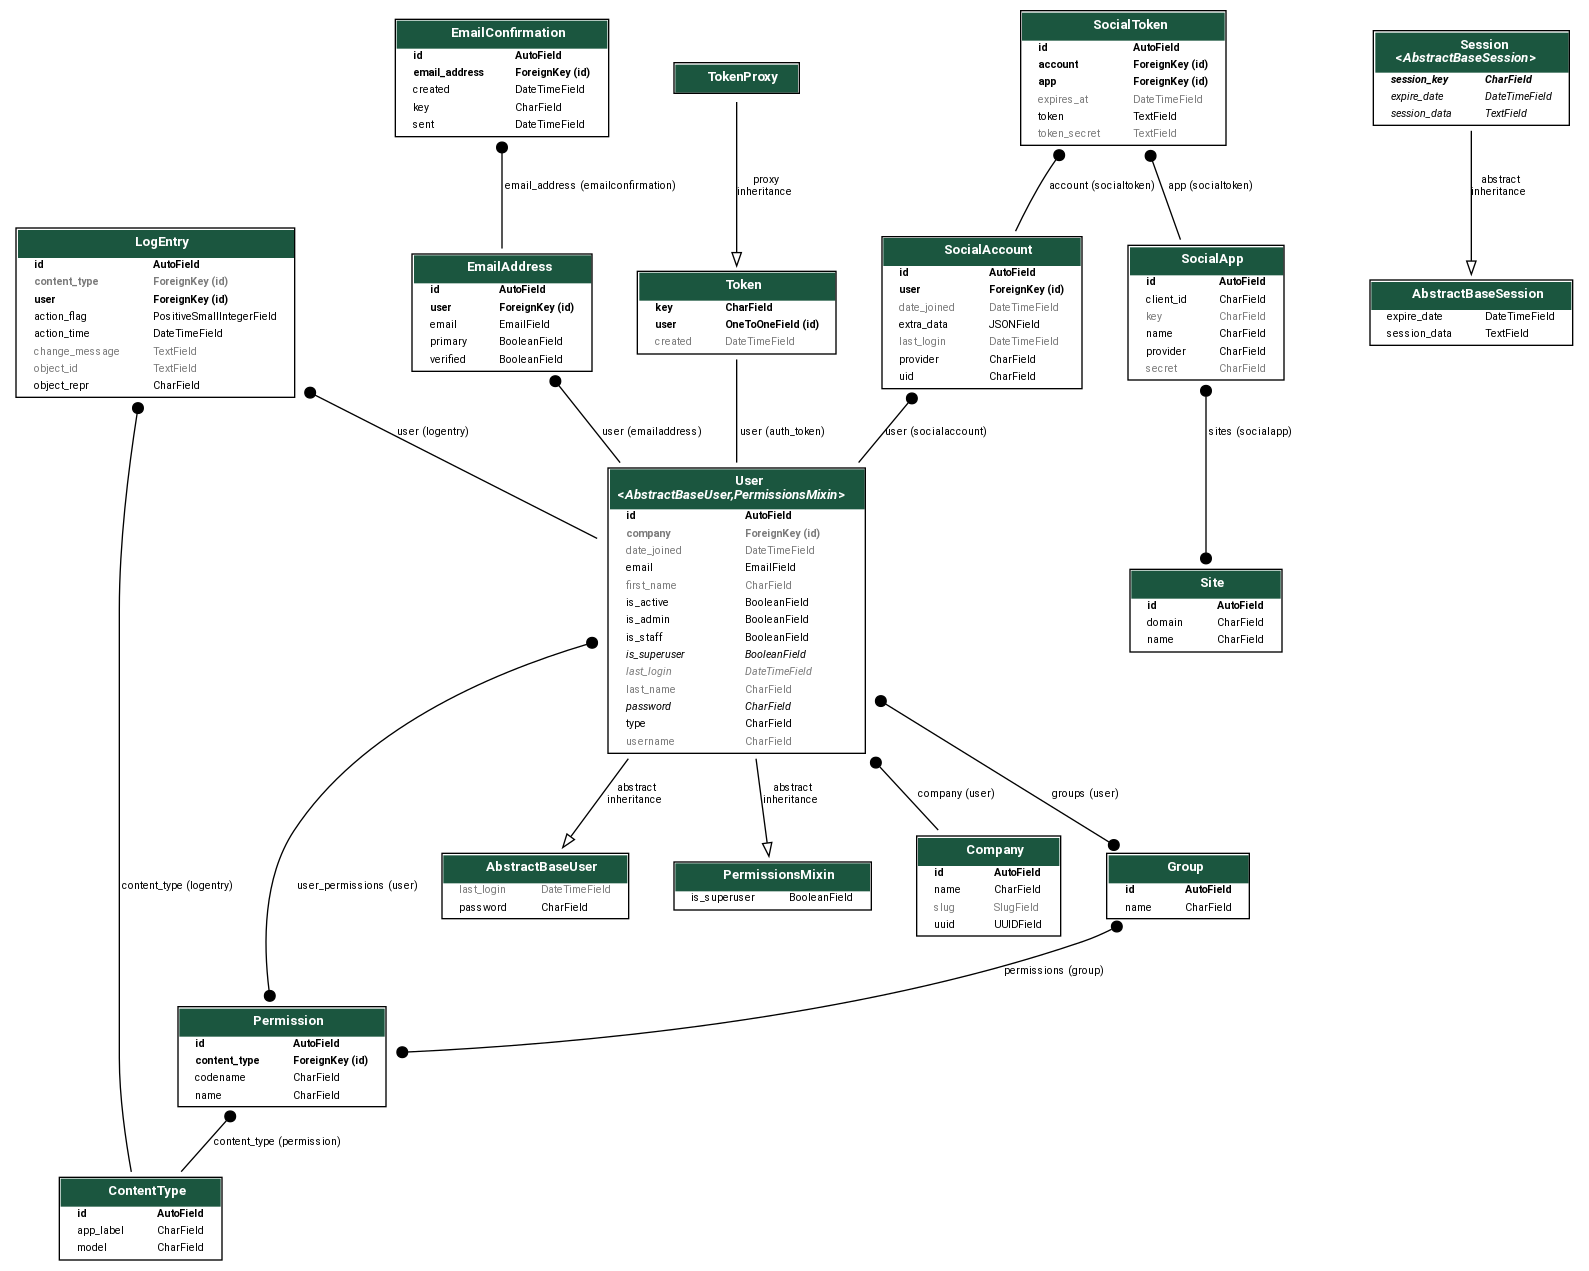 EmailConfirmation
id AutoField
email_address ForeignKey (id)
created DateTimeField
key CharField
sent DateTimeField
TokenProxy
SocialToken
id AutoField
account ForeignKey (id)
app ForeignKey (id)
expires_at DateTimeField
token TextField
token_secret TextField
Session
<AbstractBaseSession>
session_key CharField
expire_date DateTimeField
session_data TextField
email_address (emailconfirmation)
proxy
inheritance
account (socialtoken)
app (socialtoken)
abstract
inheritance
LogEntry
id AutoField
content_type ForeignKey (id)
user ForeignKey (id)
action_flag PositiveSmallIntegerField
action_time DateTimeField
change_message TextField
object_id TextField
object_repr CharField
EmailAddress
id AutoField
user ForeignKey (id)
email EmailField
primary BooleanField
verified BooleanField
Token
key CharField
user OneToOneField (id)
created DateTimeField
SocialAccount
id AutoField
user ForeignKey (id)
date_joined DateTimeField
extra_data JSONField
last_login DateTimeField
provider CharField
uid CharField
SocialApp
id AutoField
client_id CharField
key CharField
name CharField
provider CharField
secret CharField
AbstractBaseSession
expire_date DateTimeField
session_data TextField
user (logentry)
user (emailaddress)
user (auth_token)
user (socialaccount)
sites (socialapp)
User
<AbstractBaseUser,PermissionsMixin>
id AutoField
company ForeignKey (id)
date_joined DateTimeField
email EmailField
first_name CharField
is_active BooleanField
is_admin BooleanField
is_staff BooleanField
is_superuser BooleanField
last_login DateTimeField
last_name CharField
password CharField
type CharField
username CharField
Site
id AutoField
domain CharField
name CharField
abstract
inheritance
abstract
inheritance
company (user)
groups (user)
content_type (logentry)
user_permissions (user)
AbstractBaseUser
last_login DateTimeField
password CharField
PermissionsMixin
is_superuser BooleanField
Company
id AutoField
name CharField
slug SlugField
uuid UUIDField
Group
id AutoField
name CharField
permissions (group)
Permission
id AutoField
content_type ForeignKey (id)
codename CharField
name CharField
content_type (permission)
ContentType
id AutoField
app_label CharField
model CharField